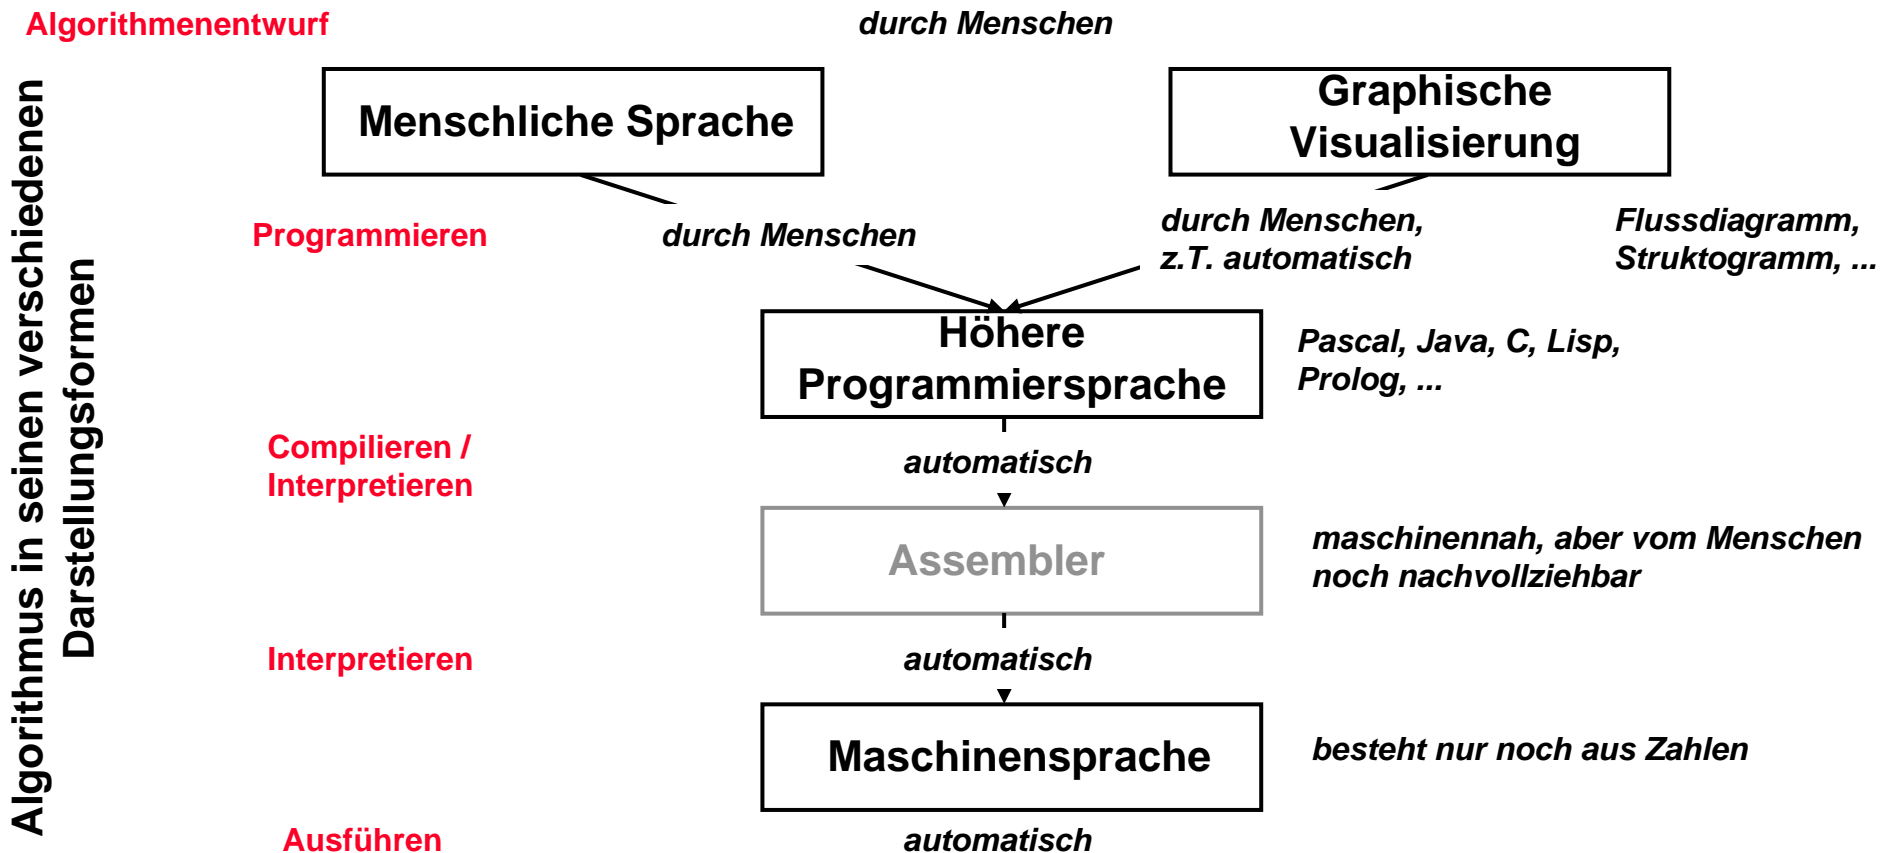 Algorithmenentwurf
durch Menschen
Algorithmus in seinen verschiedenen
Darstellungsformen
Menschliche Sprache
Graphische
Visualisierung
Programmieren
durch Menschen
durch Menschen,
z.T. automatisch
Flussdiagramm,
Struktogramm, ...
Höhere
Programmiersprache
Pascal, Java, C, Lisp,
Prolog, ...
Compilieren /
Interpretieren
automatisch
Assembler
maschinennah, aber vom Menschen
noch nachvollziehbar
Interpretieren
automatisch
Maschinensprache
besteht nur noch aus Zahlen
Ausführen
automatisch